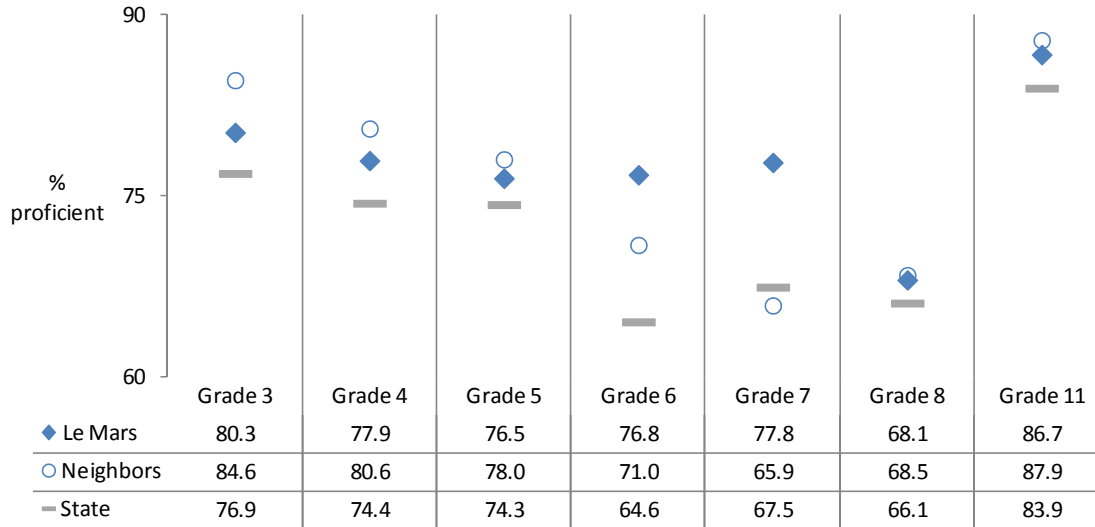 90
75
60
%
proficient
Grade 3 Grade 4 Grade 5 Grade 6 Grade 7 Grade 8 Grade 11
Le Mars 80.3 77.9 76.5 76.8 77.8 68.1 86.7
Neighbors 84.6 80.6 78.0 71.0 65.9 68.5 87.9
State 76.9 74.4 74.3 64.6 67.5 66.1 83.9